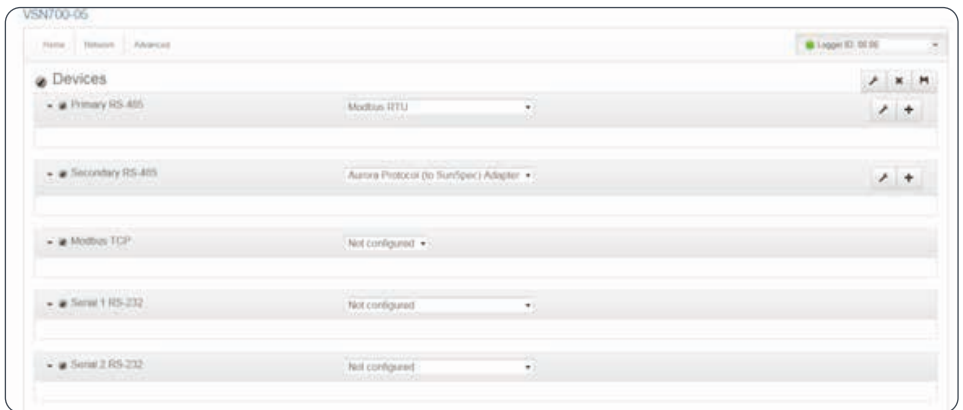 VSN700-05
Home Network Advanced
Logger ID:
Devices
Primary RS-485 Modbus RTU
Secondary RS-485 Aurora Protocol (to SunSpec) Adapter
Modbus TCP Not configured
Serial 1 RS-232 Not configured
Serial 2 RS-232 Not configured